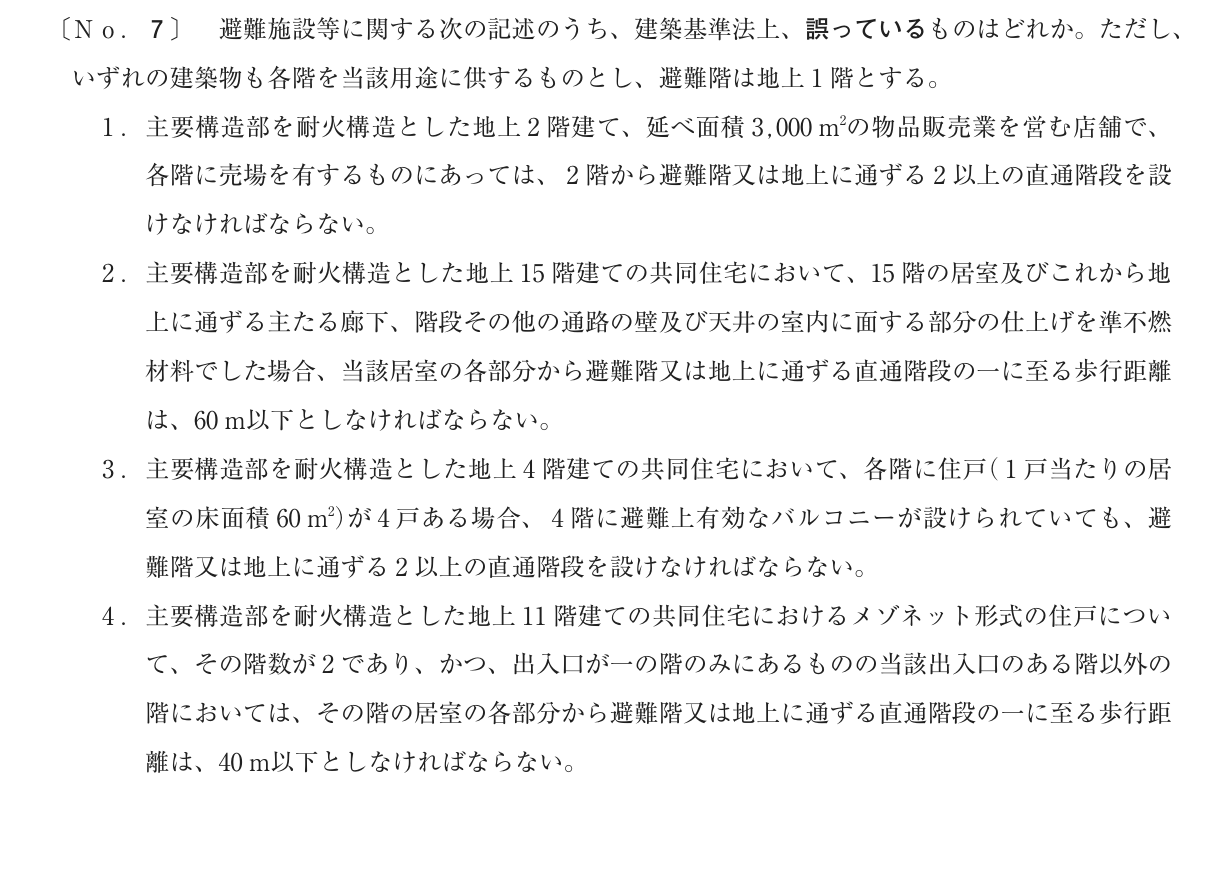 〔Ｎｏ．７〕　避難施設等に関する次の記述のうち、建築基準法上、誤っているものはどれか。ただし、
いずれの建築物も各階を当該用途に供するものとし、避難階は地上１階とする。
１．主要構造部を耐火構造とした地上２階建て、延べ面積 3,000 m²の物品販売業を営む店舗で、
各階に売場を有するものにあっては、２階から避難階又は地上に通ずる２以上の直通階段を設
けなければならない。
２．主要構造部を耐火構造とした地上 15 階建ての共同住宅において、15 階の居室及びこれから地
上に通ずる主たる廊下、階段その他の通路の壁及び天井の室内に面する部分の仕上げを準不燃
材料でした場合、当該居室の各部分から避難階又は地上に通ずる直通階段の一に至る歩行距離
は、60 m以下としなければならない。
３．主要構造部を耐火構造とした地上４階建ての共同住宅において、各階に住戸（１戸当たりの居
室の床面積 60 m²）が４戸ある場合、４階に避難上有効なバルコニーが設けられていても、避
難階又は地上に通ずる２以上の直通階段を設けなければならない。
４．主要構造部を耐火構造とした地上 11 階建ての共同住宅におけるメゾネット形式の住戸につい
て、その階数が２であり、かつ、出入口が一の階のみにあるものの当該出入口のある階以外の
階においては、その階の居室の各部分から避難階又は地上に通ずる直通階段の一に至る歩行距
離は、40 m以下としなければならない。